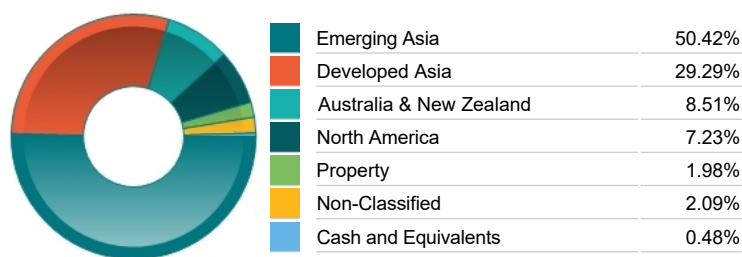 Emerging Asia 50.42%
Developed Asia 29.29%
Australia & New Zealand 8.51%
North America 7.23%
Property 1.98%
Non-Classified 2.09%
Cash and Equivalents 0.48%